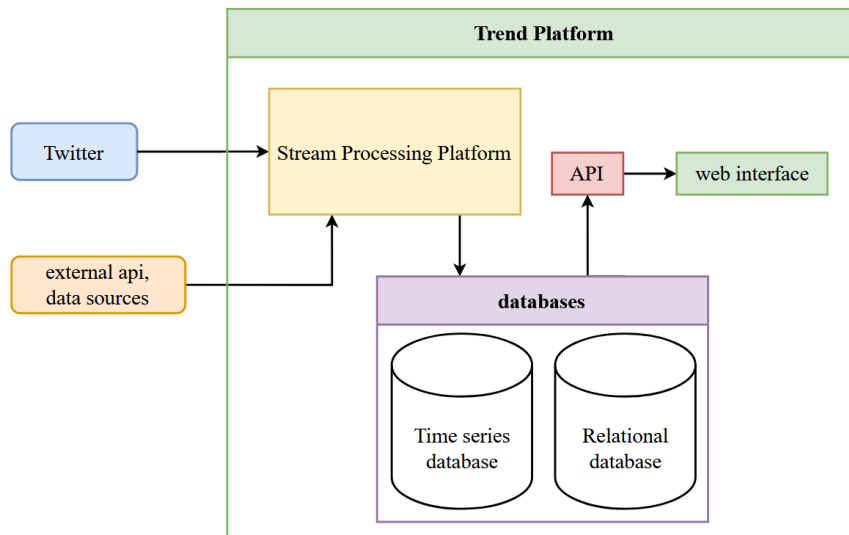 Trend Platform
Twitter
Stream Processing Platform
API
web interface
external api,
data sources
databases
Time series
database
Relational
database